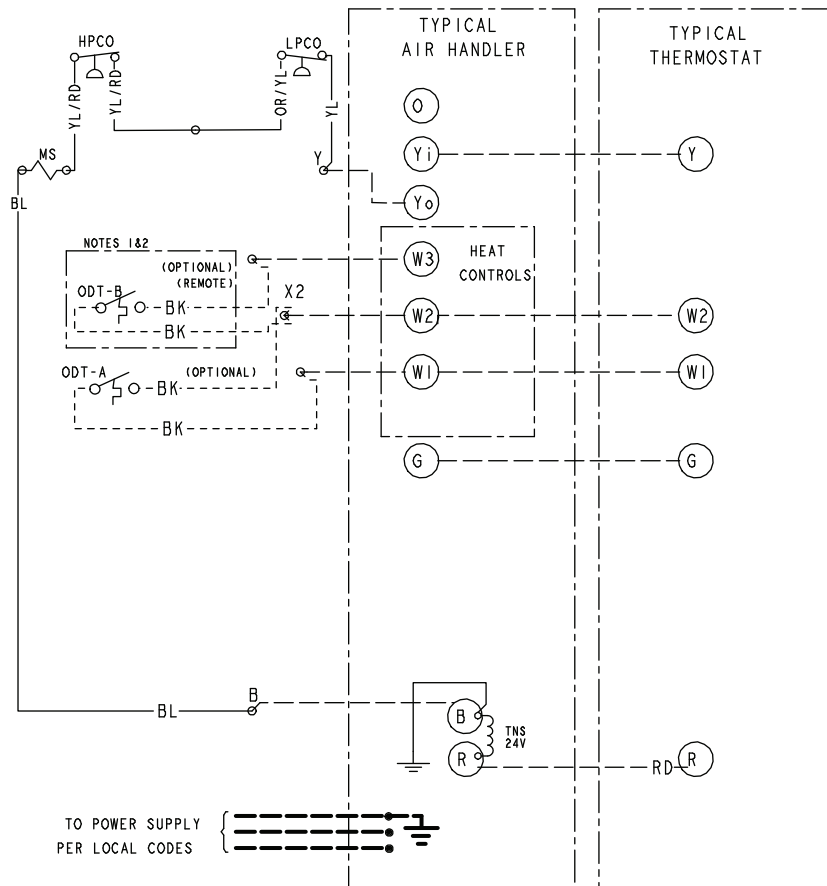 TYPICAL
AIR HANDLER
TYPICAL
THERMOSTAT
HPCO
LPCO
YL/RD
YL/RD
OR/YL
YL
O
Yi
Y
MS
Y
BL
Yo
NOTES 1&2
(OPTIONAL)
(REMOTE)
W3
HEAT
CONTROLS
ODT-B
BK
X2
BK
W2
W2
ODT-A
BK
(OPTIONAL)
W1
W1
BK
G
G
B
BL
B
TNS
24V
R
RD
R
TO POWER SUPPLY
PER LOCAL CODES